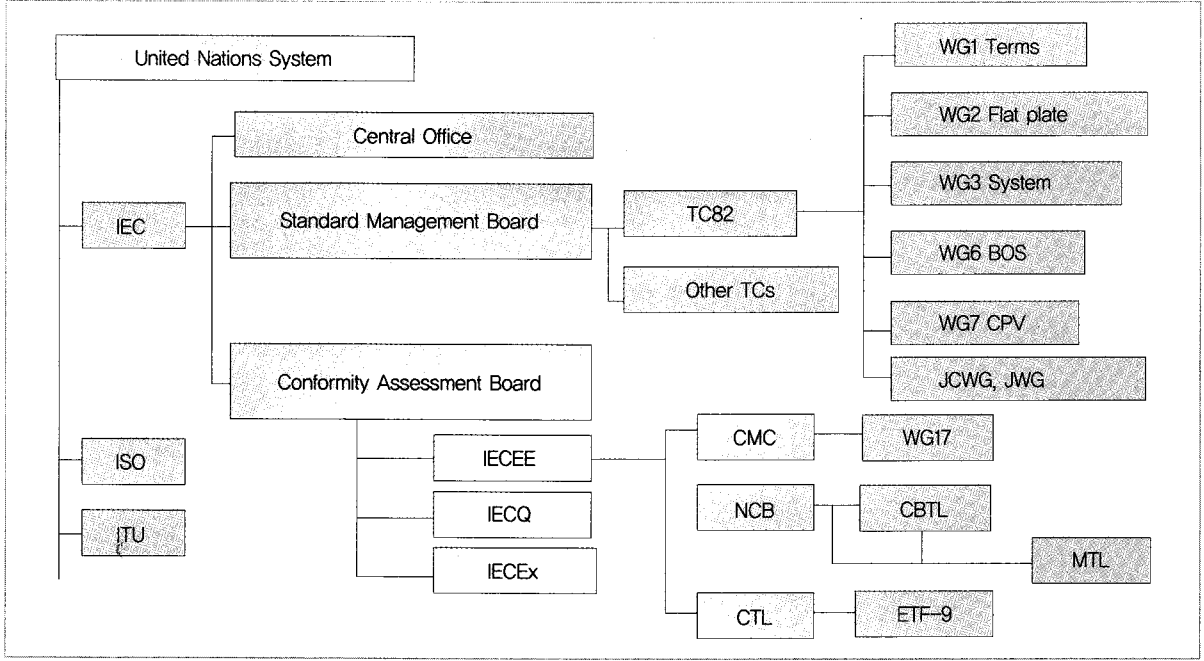 United Nations System
IEC
ISO
ITU
Central Office
Standard Management Board
Conformity Assessment Board
TC82
Other TCs
WG1 Terms
WG2 Flat plate
WG3 System
WG6 BOS
WG7 CPV
JCWG, JWG
IECEE
IECQ
IECEx
CMC
WG17
NCB
CBTL
MTL
CTL
ETF-9